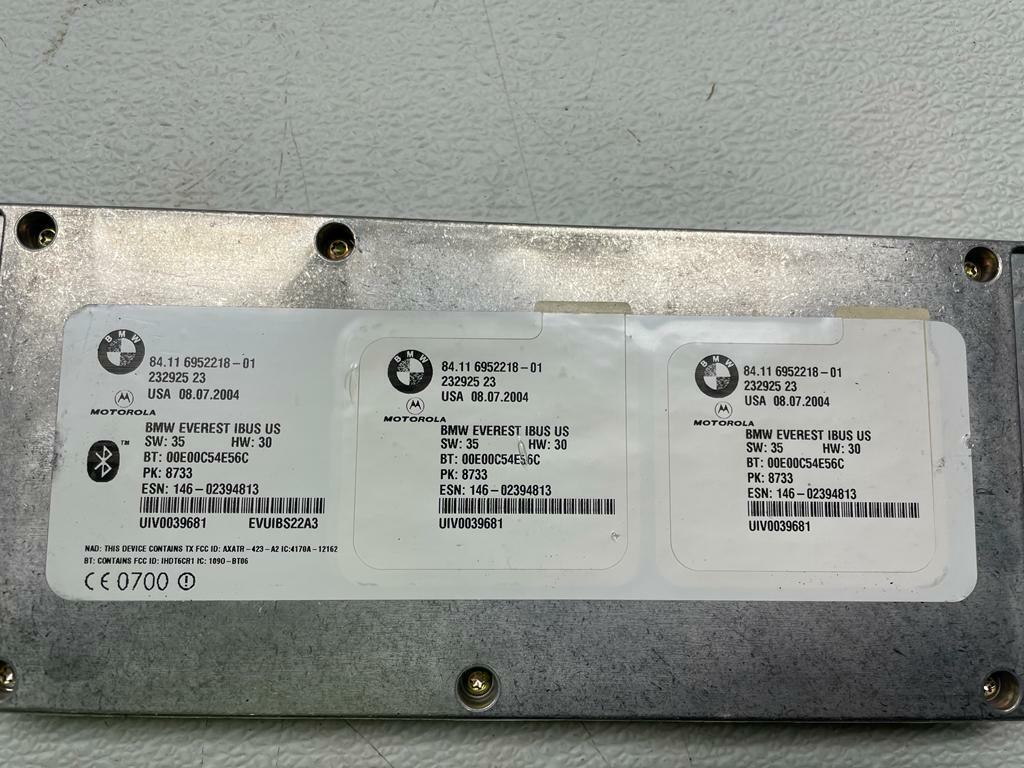 BMW
84.11 6952218-01
232925 23
USA 08.07.2004
MOTOROLA
BMW EVEREST IBUS US
SW: 35 HW: 30
TM
BT: 00E00C54E56C
PK: 8733
ESN: 146-02394813
UIV0039681 EVUIBS22A3
NAD: THIS DEVICE CONTAINS TX FCC ID: AXATR-423-A2 IC:4170A-12162
BT: CONTAINS FCC ID: IHDT6CR1 IC: 109O-BT06
CE 0700
BMW
84.11 6952218-01
232925 23
USA 08.07.2004
MOTOROLA
BMW EVEREST IBUS US
SW: 35 HW: 30
BT: 00E00C54E56C
PK: 8733
ESN: 146-02394813
UIV0039681
BMW
84.11 6952218-01
232925 23
USA 08.07.2004
MOTOROLA
BMW EVEREST IBUS US
SW: 35 HW: 30
BT: 00E00C54E56C
PK: 8733
ESN: 146-02394813
UIV0039681